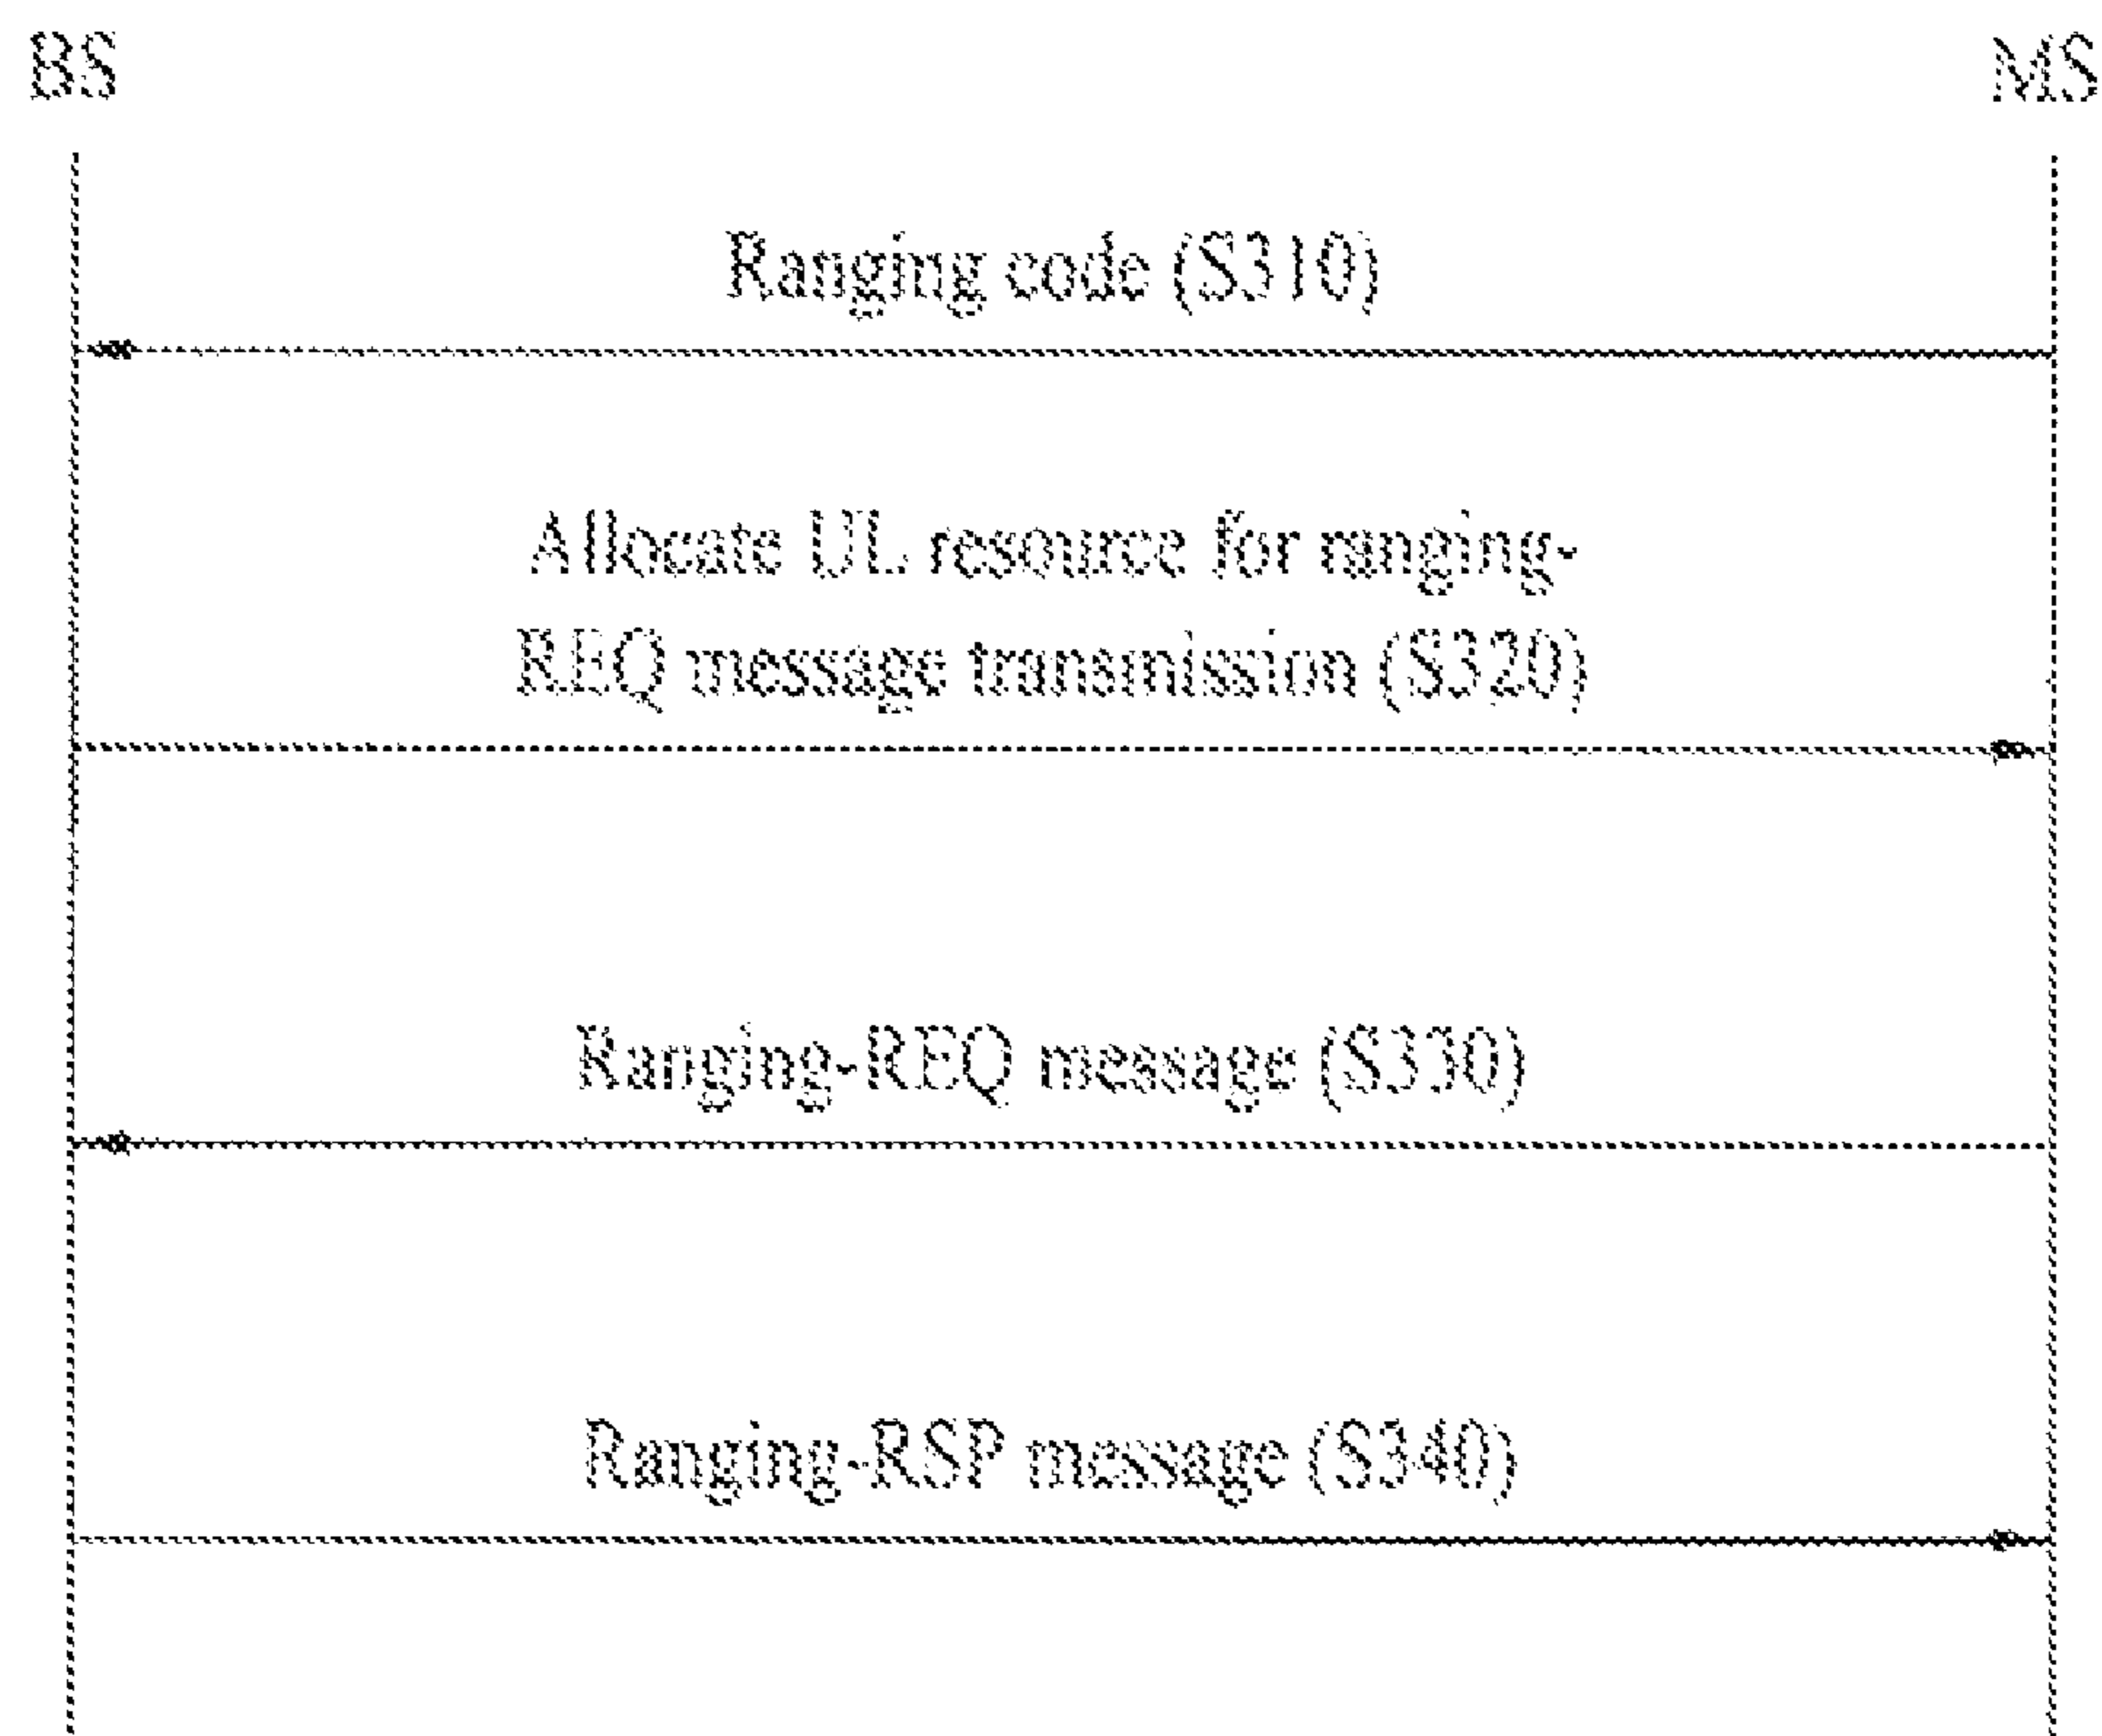 BS
MS
Ranging code (S310)
Allocate UL resource for ranging-
REQ message transmission (S320)
Ranging-REQ message (S330)
Ranging-RSP message (S340)